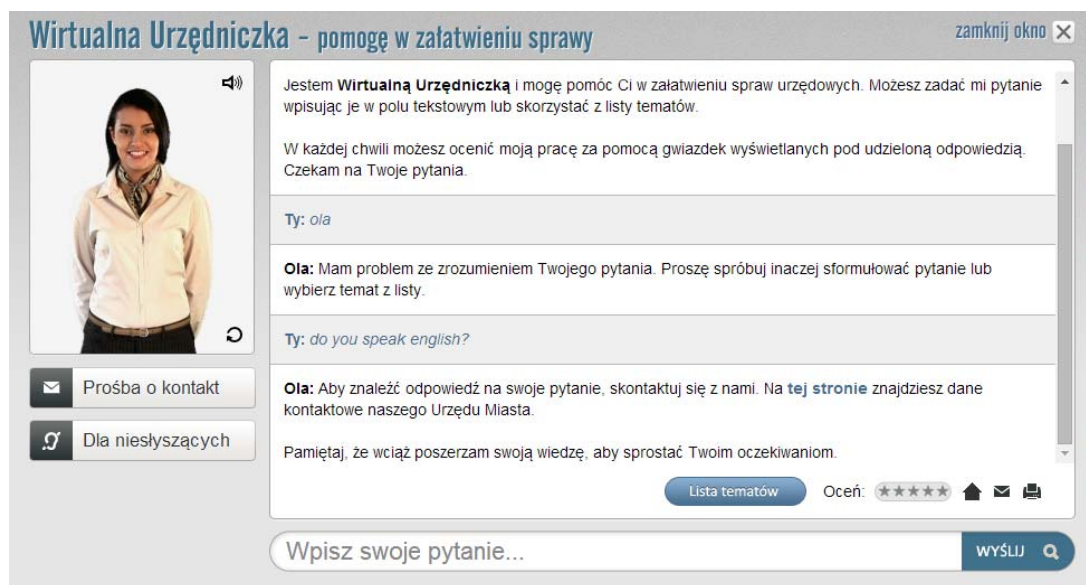 Wirtualna Urzędniczka – pomogę w załatwieniu sprawy
zamknij okno
Jestem Wirtualną Urzędniczką i mogę pomóc Ci w załatwieniu spraw urzędowych. Możesz zadać mi pytanie
wpisując je w polu tekstowym lub skorzystać z listy tematów.
W każdej chwili możesz ocenić moją pracę za pomocą gwiazdek wyświetlanych pod udzieloną odpowiedzią.
Czekam na Twoje pytania.
Ty: ola
Ola: Mam problem ze zrozumieniem Twojego pytania. Proszę spróbuj inaczej sformułować pytanie lub
wybierz temat z listy.
Ty: do you speak english?
Ola: Aby znaleźć odpowiedź na swoje pytanie, skontaktuj się z nami. Na tej stronie znajdziesz dane
kontaktowe naszego Urzędu Miasta.
Pamiętaj, że wciąż poszerzam swoją wiedzę, aby sprostać Twoim oczekiwaniom.
Prośba o kontakt
Dla niesłyszących
Lista tematów
Oceń:
Wpisz swoje pytanie...
WYŚLIJ